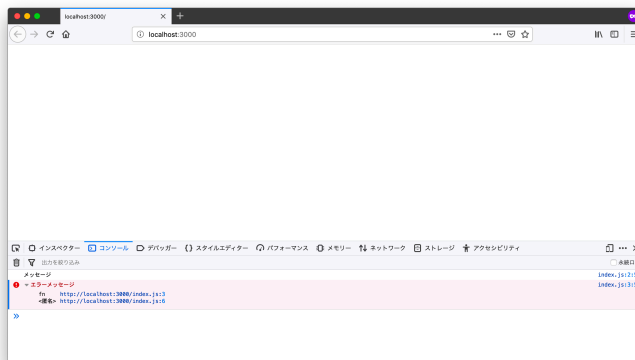 localhost:3000/
localhost:3000
インスペクター コンソール デバッガー スタイルエディター パフォーマンス メモリー ネットワーク ストレージ アクセシビリティ
出力を絞り込み
メッセージ index.js:2:
エラーメッセージ index.js:3:
fn http://localhost:3000/index.js:3
<匿名> http://localhost:3000/index.js:6